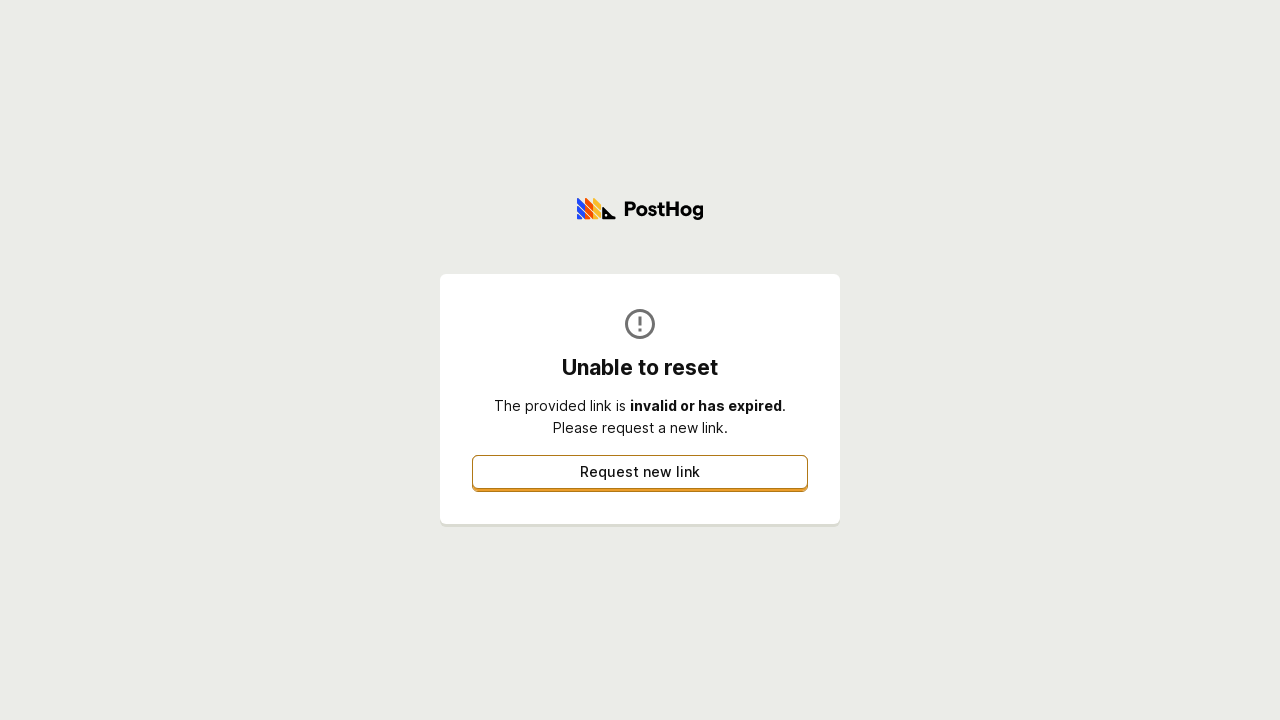 PostHog
Unable to reset
The provided link is invalid or has expired.
Please request a new link.
Request new link